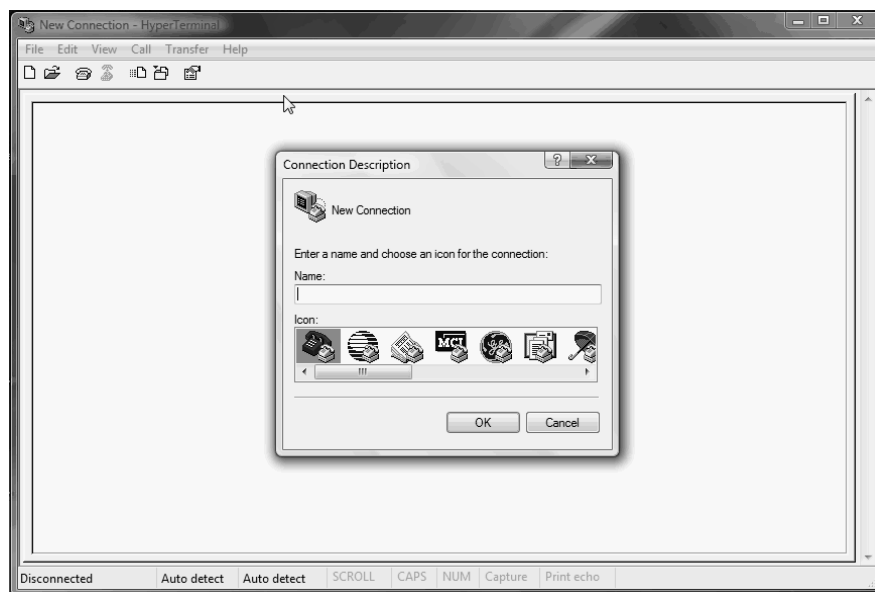 New Connection - HyperTerminal
File Edit View Call Transfer Help
Connection Description
New Connection
Enter a name and choose an icon for the connection:
Name:
Icon:
MCI
OK Cancel
Disconnected Auto detect Auto detect SCROLL CAPS NUM Capture Print echo